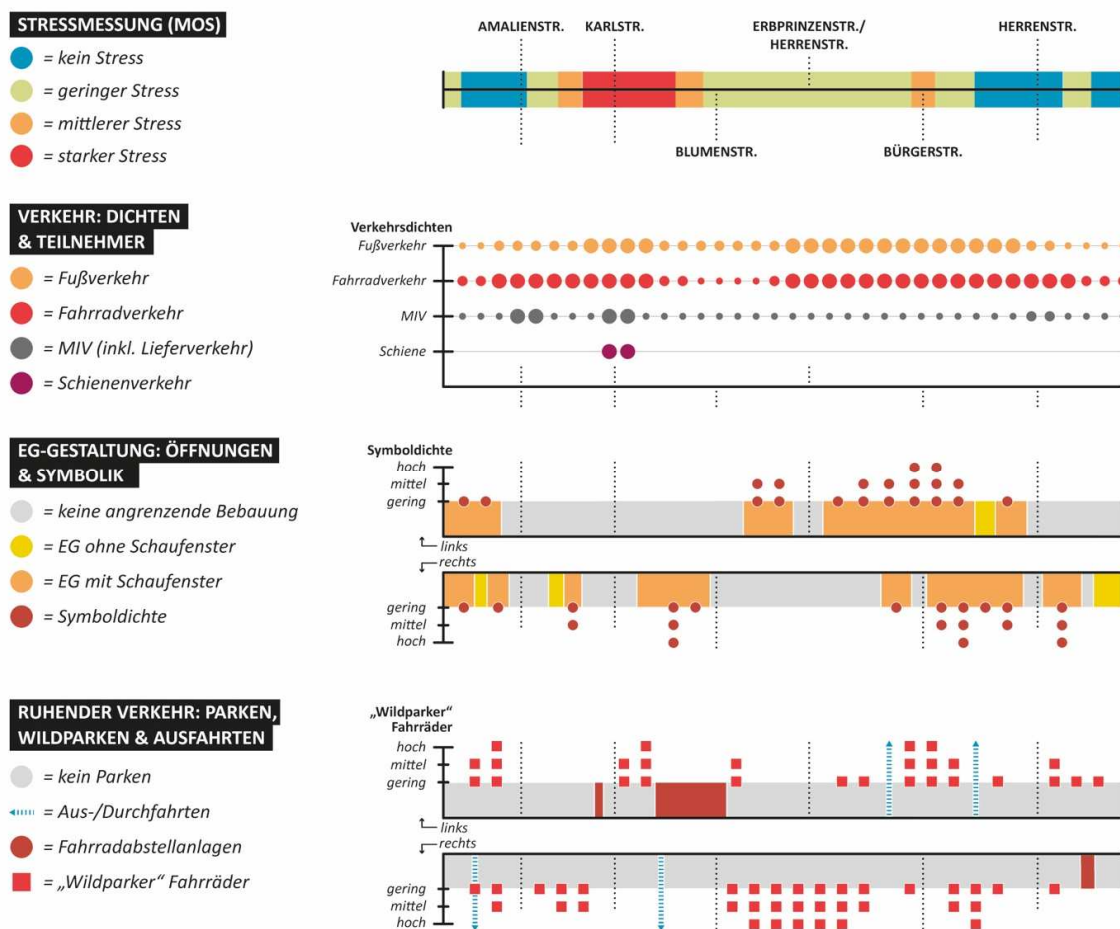 STRESSMESSUNG (MOS)
= kein Stress
= geringer Stress
= mittlerer Stress
= starker Stress
AMALIENSTR.
KARLSTR.
ERBPRINZENSTR./
HERRENSTR.
HERRENSTR.
BLUMENSTR.
BÜRGERSTR.
VERKEHR: DICHTEN
& TEILNEHMER
= Fußverkehr
= Fahrradverkehr
= MIV (inkl. Lieferverkehr)
= Schienenverkehr
Verkehrsdichten
Fußverkehr
Fahrradverkehr
MIV
Schiene
EG-GESTALTUNG: ÖFFNUNGEN
& SYMBOLIK
= keine angrenzende Bebauung
= EG ohne Schaufenster
= EG mit Schaufenster
= Symboldichte
Symboldichte
hoch
mittel
gering
links
rechts
gering
mittel
hoch
RUHENDER VERKEHR: PARKEN,
WILDPARKEN & AUSFAHRTEN
= kein Parken
= Aus-/Durchfahrten
= Fahrradabstellanlagen
= „Wildparker“ Fahrräder
„Wildparker“
Fahrräder
hoch
mittel
gering
links
rechts
gering
mittel
hoch